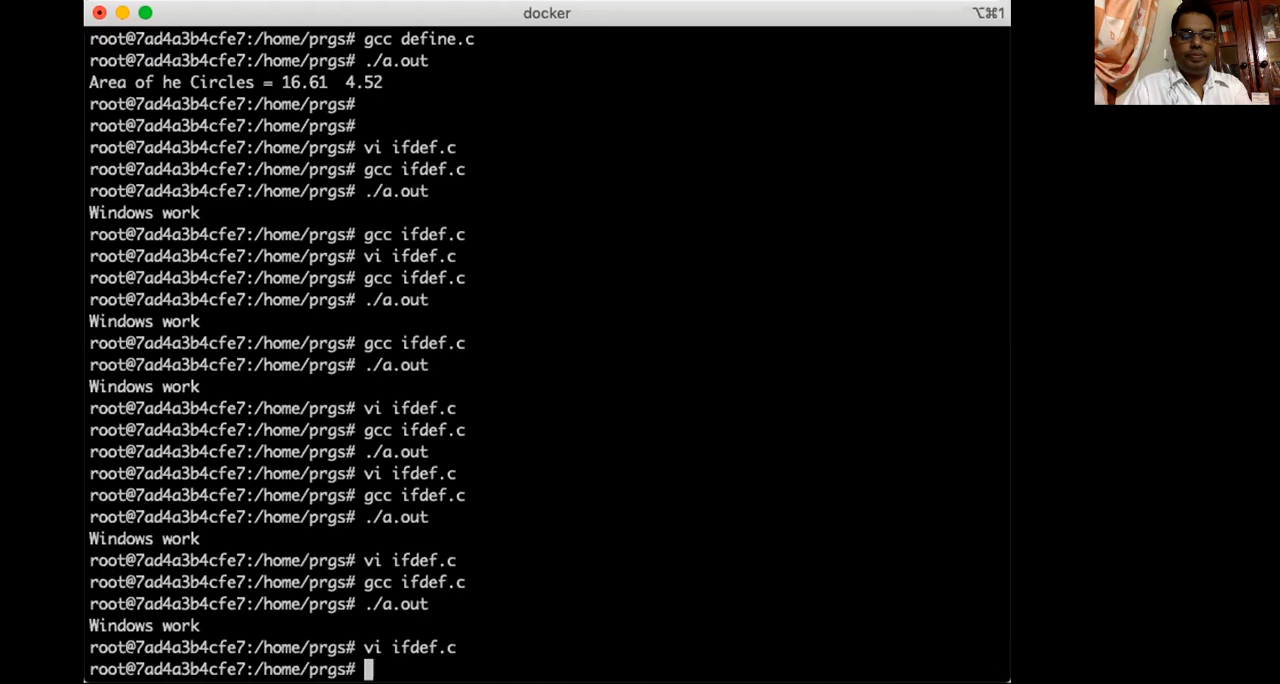 docker
⌥⌘1
root@7ad4a3b4cfe7:/home/prgs# gcc define.c
root@7ad4a3b4cfe7:/home/prgs# ./a.out
Area of he Circles = 16.61  4.52
root@7ad4a3b4cfe7:/home/prgs#
root@7ad4a3b4cfe7:/home/prgs#
root@7ad4a3b4cfe7:/home/prgs# vi ifdef.c
root@7ad4a3b4cfe7:/home/prgs# gcc ifdef.c
root@7ad4a3b4cfe7:/home/prgs# ./a.out
Windows work
root@7ad4a3b4cfe7:/home/prgs# gcc ifdef.c
root@7ad4a3b4cfe7:/home/prgs# vi ifdef.c
root@7ad4a3b4cfe7:/home/prgs# gcc ifdef.c
root@7ad4a3b4cfe7:/home/prgs# ./a.out
Windows work
root@7ad4a3b4cfe7:/home/prgs# gcc ifdef.c
root@7ad4a3b4cfe7:/home/prgs# ./a.out
Windows work
root@7ad4a3b4cfe7:/home/prgs# vi ifdef.c
root@7ad4a3b4cfe7:/home/prgs# gcc ifdef.c
root@7ad4a3b4cfe7:/home/prgs# ./a.out
root@7ad4a3b4cfe7:/home/prgs# vi ifdef.c
root@7ad4a3b4cfe7:/home/prgs# gcc ifdef.c
root@7ad4a3b4cfe7:/home/prgs# ./a.out
Windows work
root@7ad4a3b4cfe7:/home/prgs# vi ifdef.c
root@7ad4a3b4cfe7:/home/prgs# gcc ifdef.c
root@7ad4a3b4cfe7:/home/prgs# ./a.out
Windows work
root@7ad4a3b4cfe7:/home/prgs# vi ifdef.c
root@7ad4a3b4cfe7:/home/prgs#